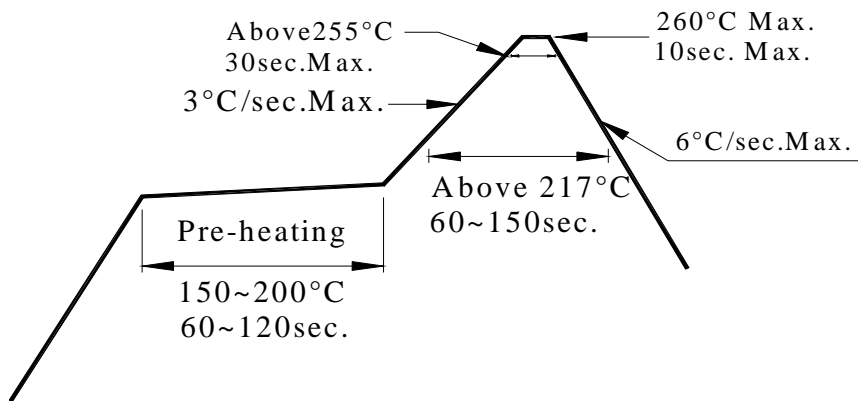 Above255°C
30sec.Max.
260°C Max.
10sec. Max.
3°C/sec.Max.
6°C/sec.Max.
Above 217°C
60~150sec.
Pre-heating
150~200°C
60~120sec.